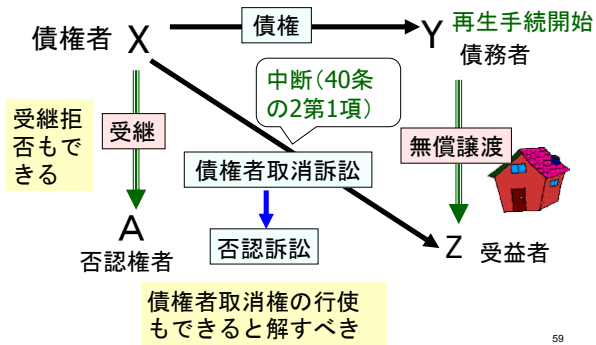 債権者 X
債権
Y 再生手続開始
債務者
中断(40条
の2第1項)
受継拒
否もで
きる
受継
債権者取消訴訟
無償譲渡
A
否認権者
否認訴訟
Z 受益者
債権者取消権の行使
もできると解すべき
59